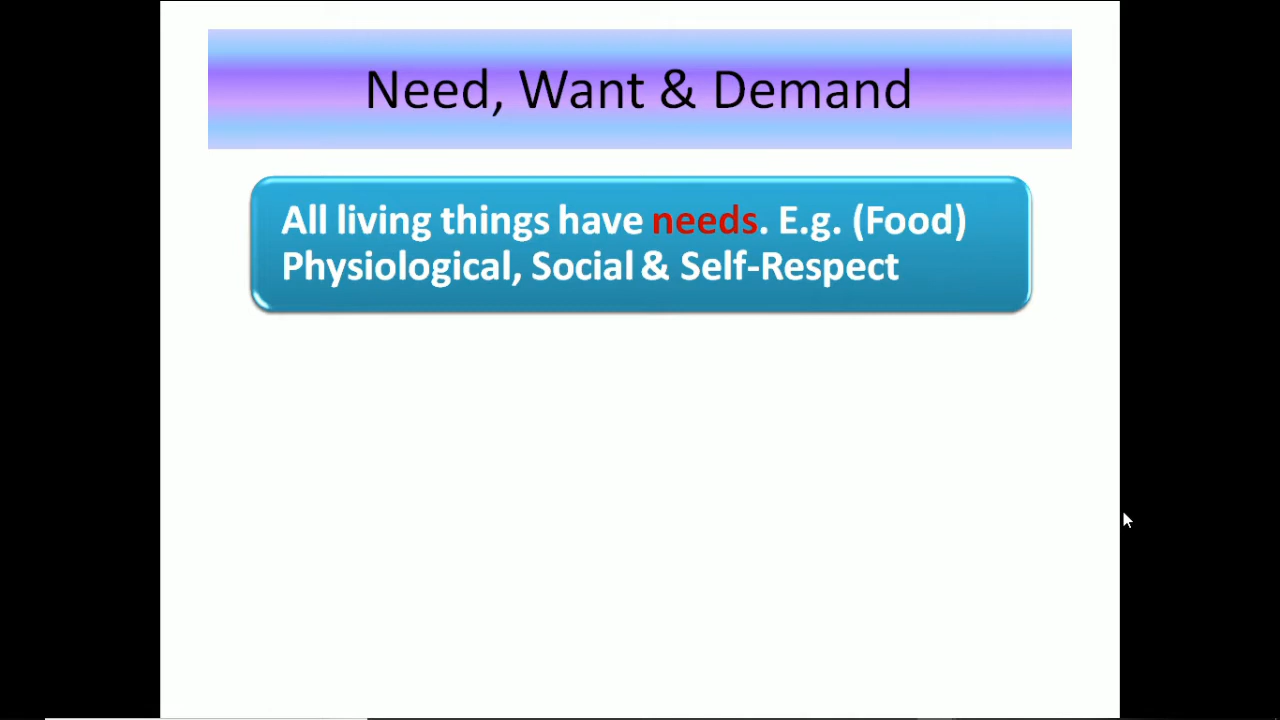 Need, Want & Demand
All living things have needs. E.g. (Food)
Physiological, Social & Self-Respect